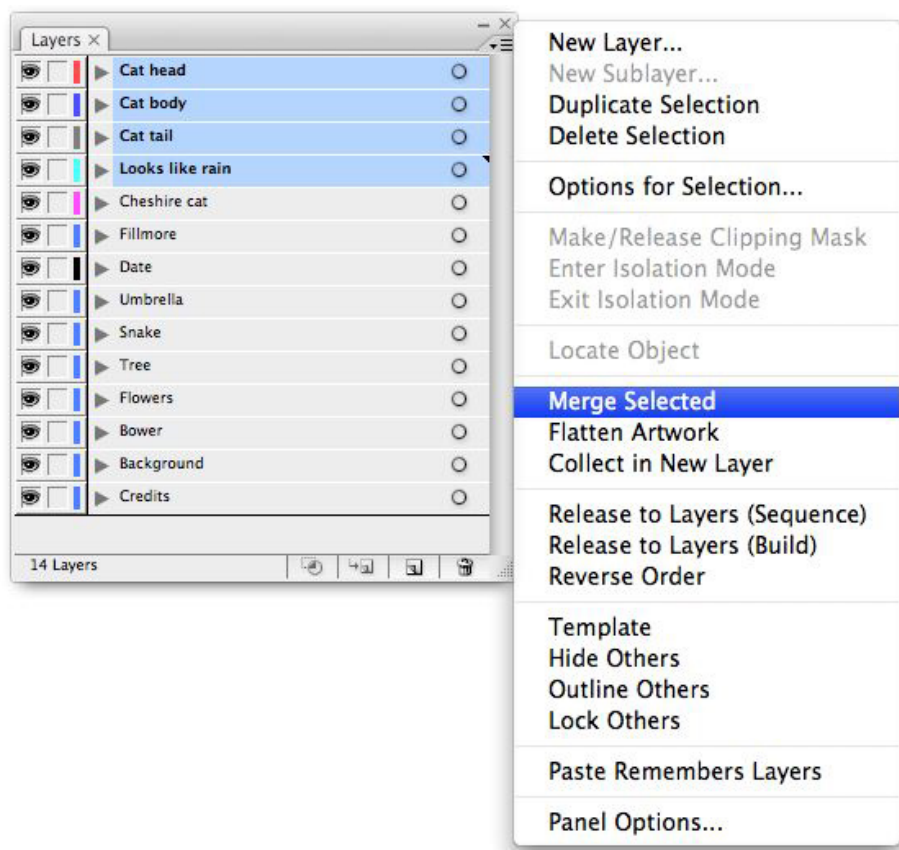 Layers
Cat head
Cat body
Cat tail
Looks like rain
Cheshire cat
Fillmore
Date
Umbrella
Snake
Tree
Flowers
Bower
Background
Credits
14 Layers
New Layer...
New Sublayer...
Duplicate Selection
Delete Selection
Options for Selection...
Make/Release Clipping Mask
Enter Isolation Mode
Exit Isolation Mode
Locate Object
Merge Selected
Flatten Artwork
Collect in New Layer
Release to Layers (Sequence)
Release to Layers (Build)
Reverse Order
Template
Hide Others
Outline Others
Lock Others
Paste Remembers Layers
Panel Options...